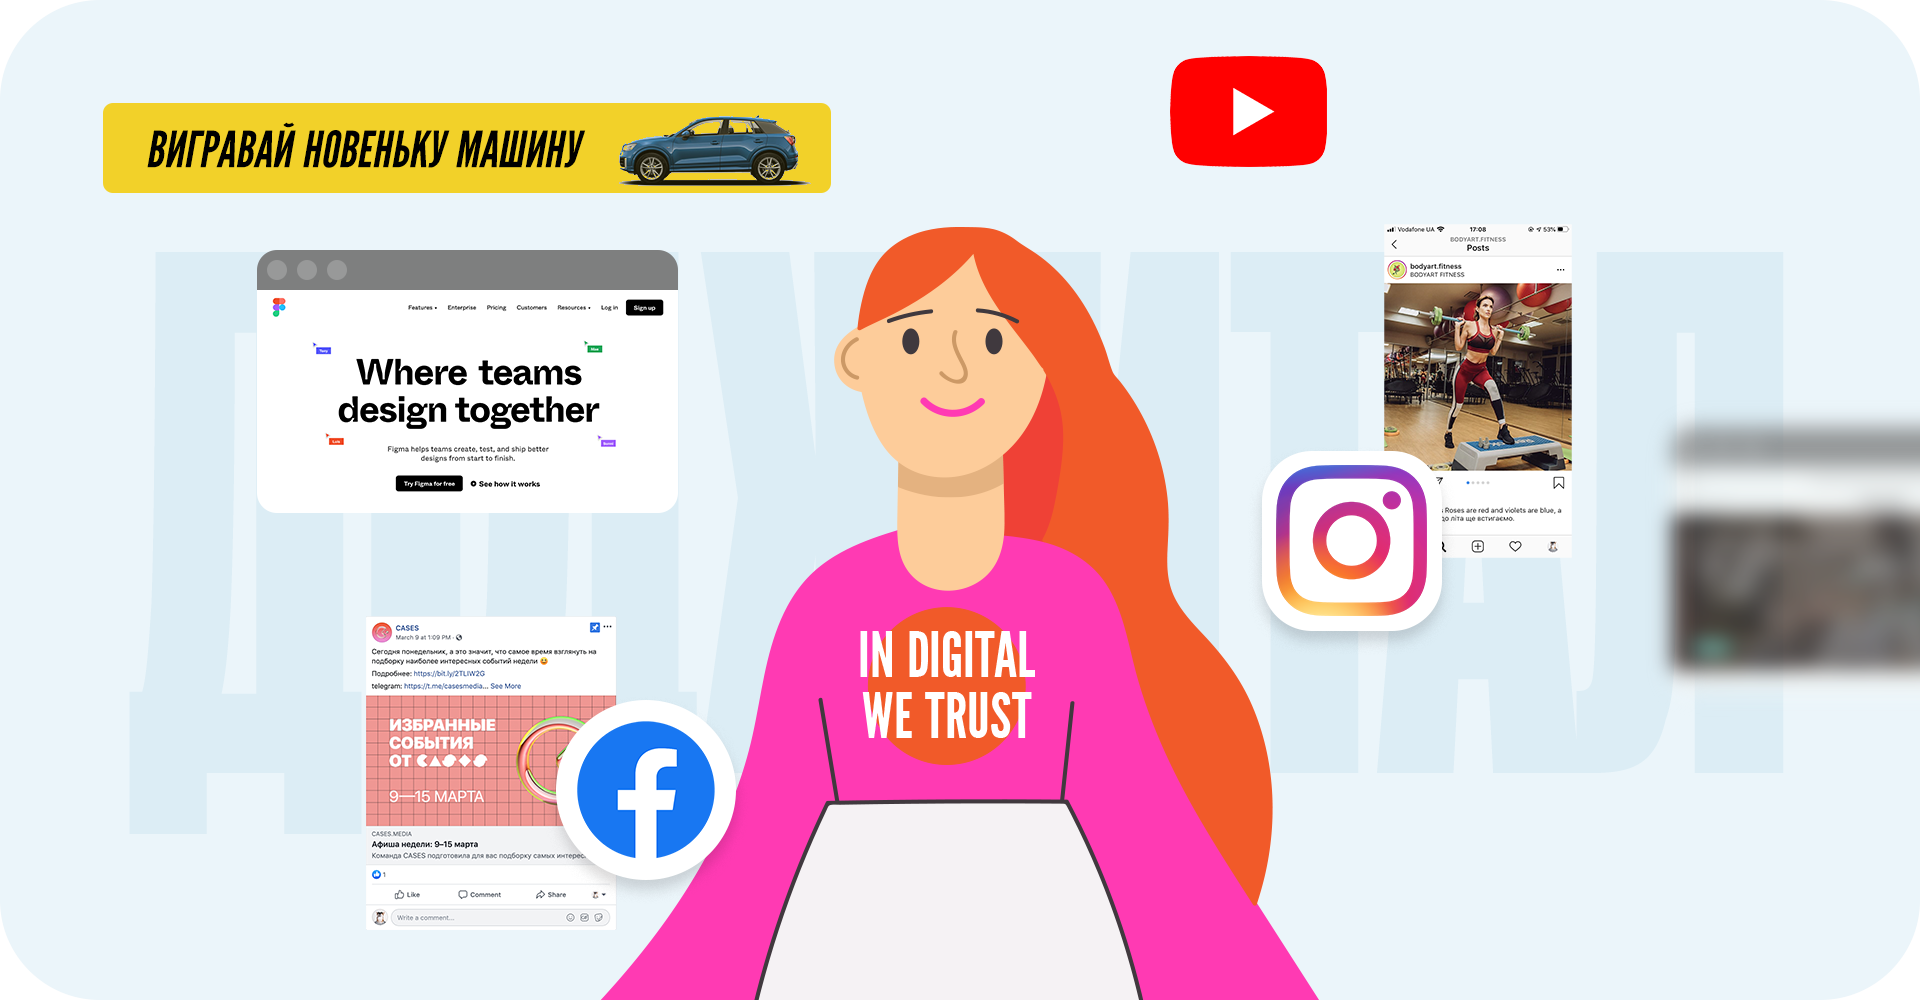 ВИГРАВАЙ НОВЕНЬКУ МАШИНУ
Features
Enterprise
Pricing
Customers
Resources
Log in
Sign up
Tony
Max
Where teams
design together
Luis
Figma helps teams create, test, and ship better
designs from start to finish.
Try Figma for free
See how it works
CASES
March 9 at 1:09 PM
Сегодня понедельник, а это значит, что самое время взглянуть на
подборку наиболее интересных событий недели
Подробнее: https://bit.ly/2TLIW2G
telegram: https://t.me/casesmedia... See More
ИЗБРАННЫЕ
СОБЫТИЯ
ОТ CASES
9—15 МАРТА
CASES.MEDIA
Афиша недели: 9–15 марта
Команда CASES подготовила для вас подборку самых интерес
1
Like
Comment
Share
Write a comment...
IN DIGITAL
WE TRUST
Vodafone UA
17:08
53%
BODYART.FITNESS
Posts
bodyart.fitness
BODYART FITNESS
Roses are red and violets are blue, а
до літа ще встигаємо.